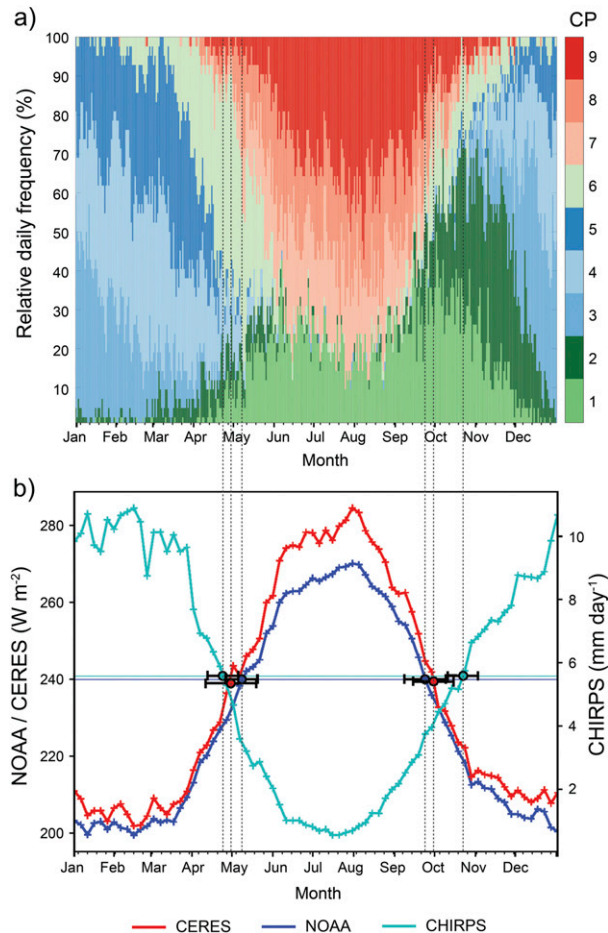 a)
CP
Relative daily frequency (%)
100
90
80
70
60
50
40
30
20
10
9
8
7
6
5
4
3
2
1
Jan Feb Mar Apr May Jun Jul Aug Sep Oct Nov Dec
Month
b)
NOAA / CERES (W m⁻²)
280
260
240
220
200
CHIRPS (mm day⁻¹)
10
8
6
4
2
Jan Feb Mar Apr May Jun Jul Aug Sep Oct Nov Dec
Month
CERES NOAA CHIRPS